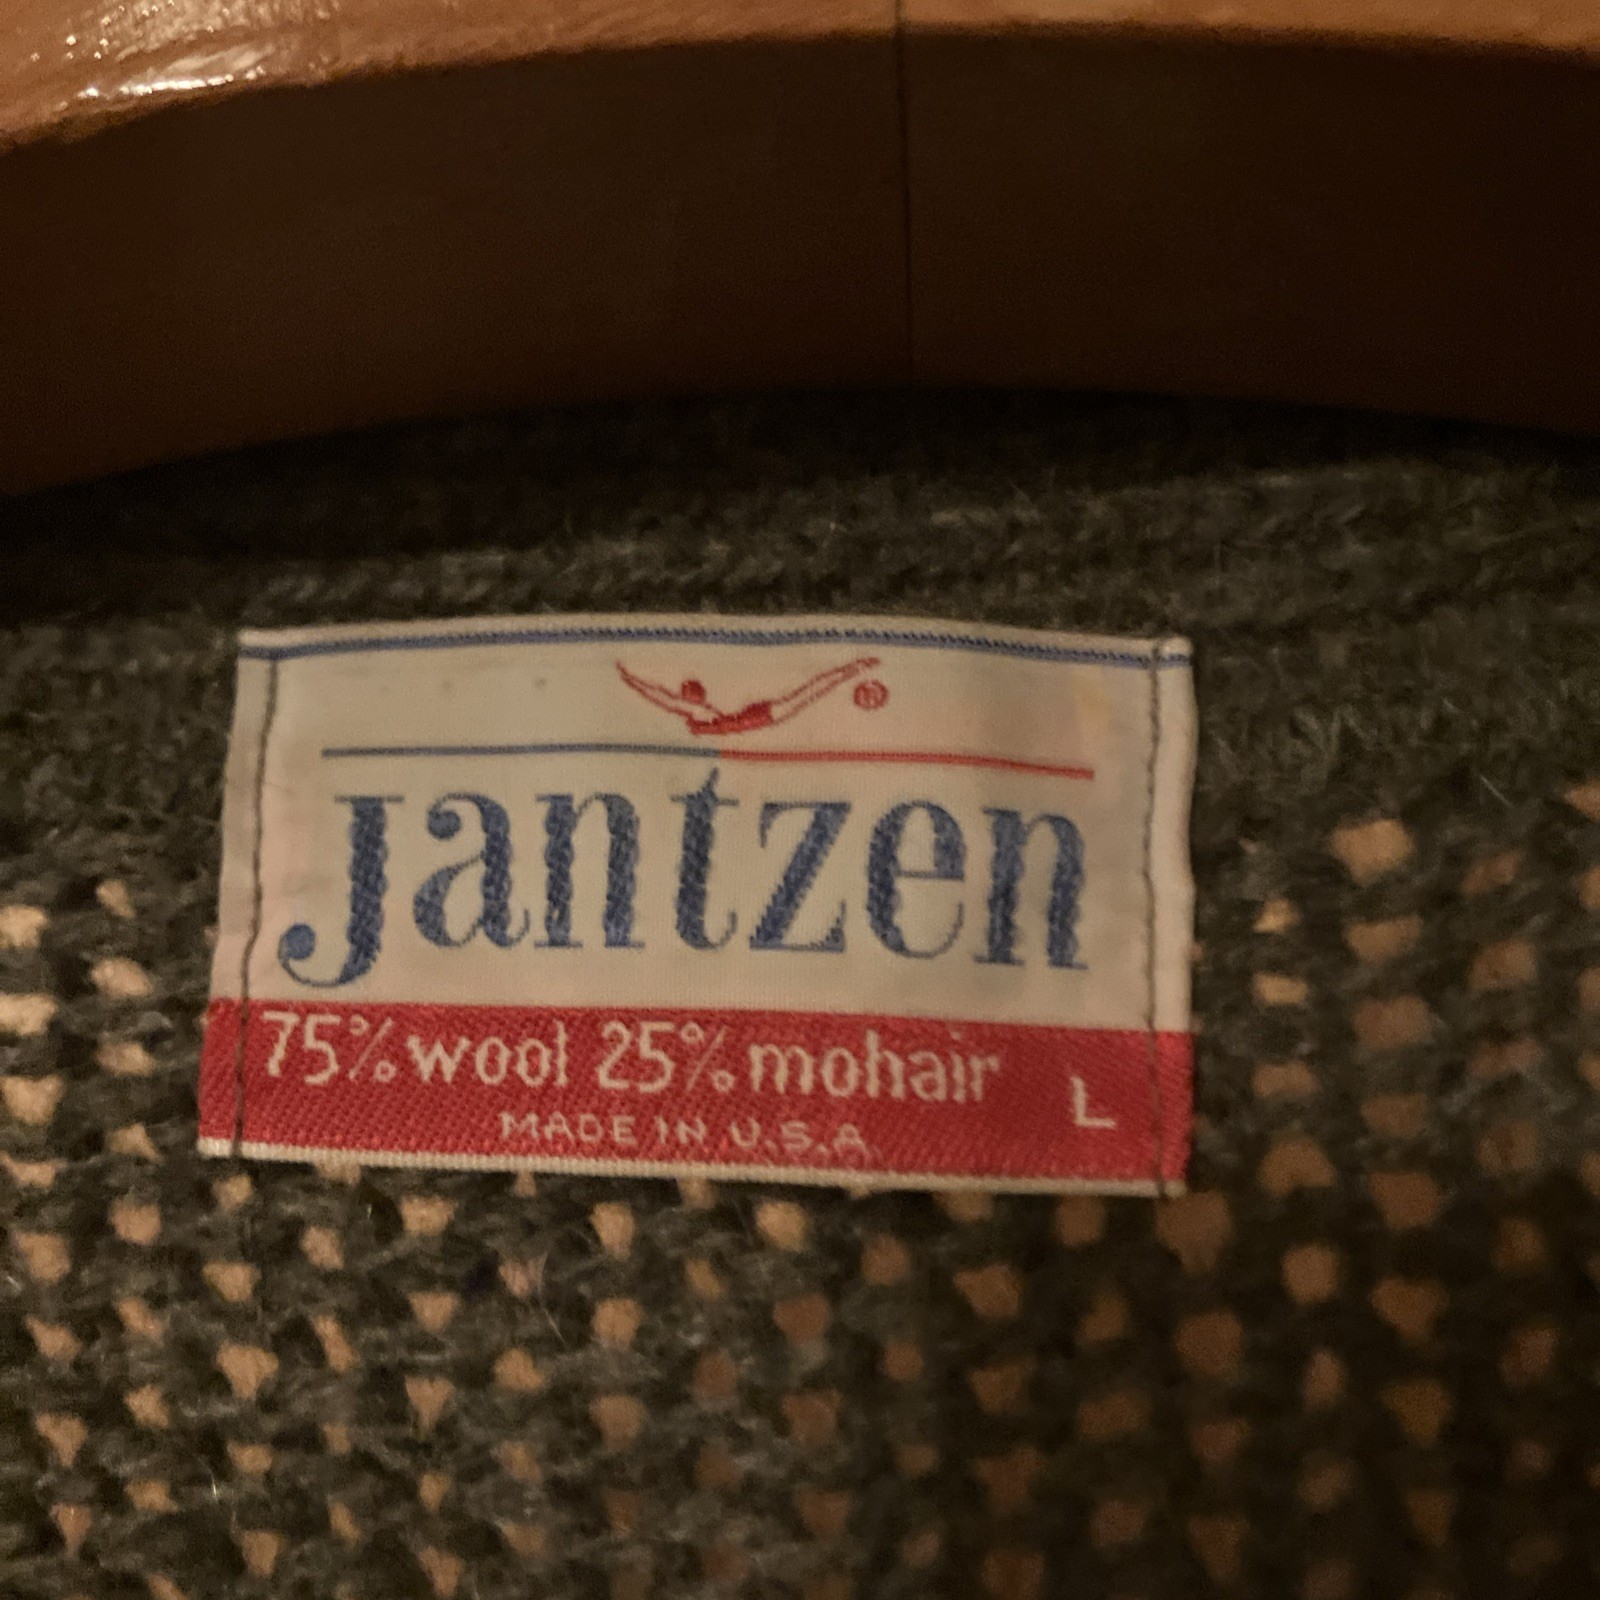 ®
Jantzen
75% wool 25% mohair
L
MADE IN U.S.A.